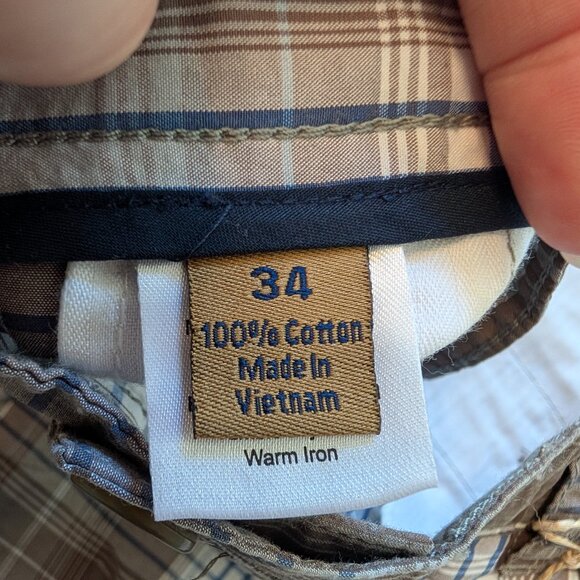 34
100% Cotton
Made In
Vietnam
Warm Iron